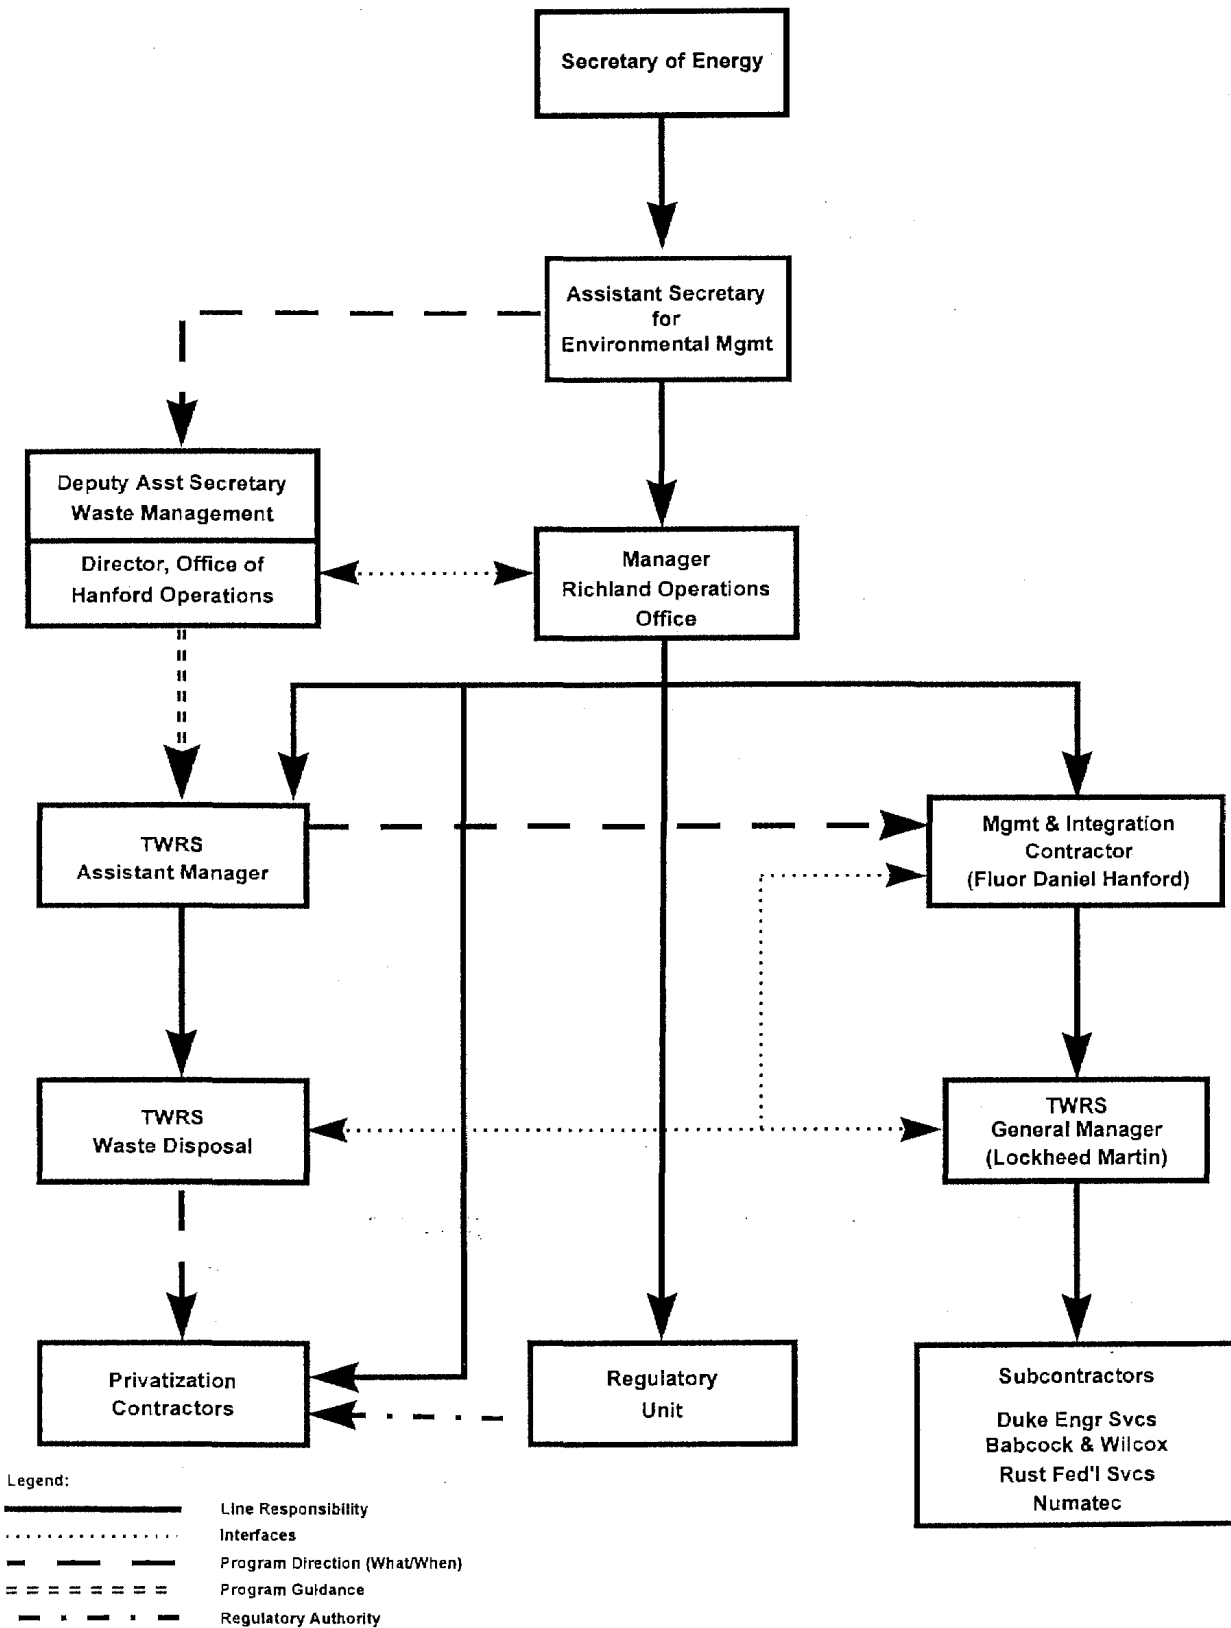 Secretary of Energy
Assistant Secretary
for
Environmental Mgmt
Deputy Asst Secretary
Waste Management
Director, Office of
Hanford Operations
Manager
Richland Operations
Office
TWRS
Assistant Manager
Mgmt & Integration
Contractor
(Fluor Daniel Hanford)
TWRS
Waste Disposal
TWRS
General Manager
(Lockheed Martin)
Privatization
Contractors
Regulatory
Unit
Subcontractors
Duke Engr Svcs
Babcock & Wilcox
Rust Fed'l Svcs
Numatec
Legend:
Line Responsibility
Interfaces
Program Direction (What/When)
Program Guidance
Regulatory Authority